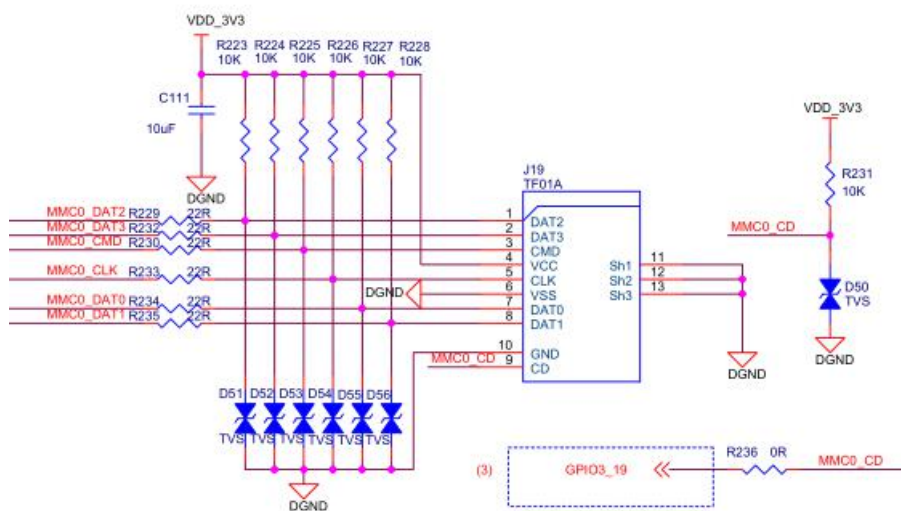 VDD_3V3
R223 R224 R225 R226 R227 R228
10K 10K 10K 10K 10K 10K
C111
10uF
DGND
VDD_3V3
R231
10K
J19
TF01A
MMC0_DAT2 R229 22R 1 DAT2
MMC0_DAT3 R232 22R 2 DAT3
MMC0_CMD R230 22R 3 CMD
4 VCC Sh1 11
MMC0_CLK R233 22R 5 CLK Sh2 12
DGND 6 VSS Sh3 13
MMC0_DAT0 R234 22R 7 DAT0
MMC0_DAT1 R235 22R 8 DAT1
10 GND
MMC0_CD 9 CD
MMC0_CD
D50
TVS
DGND
DGND
D51 D52 D53 D54 D55 D56
TVS TVS TVS TVS TVS TVS
DGND
(3) GPIO3_19 R236 0R MMC0_CD